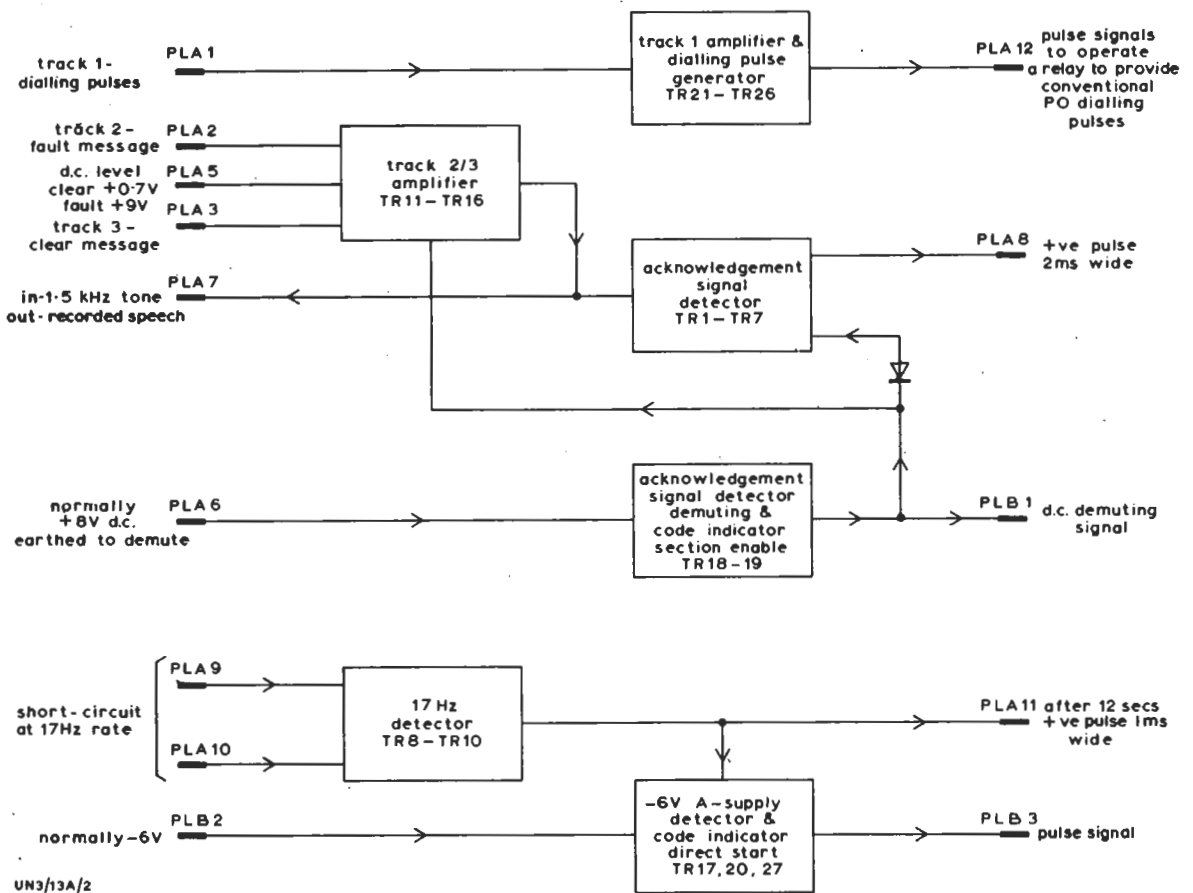 track 1-
dialling pulses
PLA 1
track 1 amplifier &
dialling pulse
generator
TR21-TR26
PLA 12
pulse signals
to operate
a relay to provide
conventional
PO dialling
pulses
track 2-
fault message
PLA 2
d.c. level
clear +0.7V
fault +9V
PLA 5
PLA 3
track 3-
clear message
track 2/3
amplifier
TR11-TR16
PLA 7
in-1.5 kHz tone
out-recorded speech
acknowledgement
signal
detector
TR1-TR7
PLA 8
+ve pulse
2ms wide
normally
+8V d.c.
earthed to demute
PLA 6
acknowledgement
signal detector
demuting &
code indicator
section enable
TR18-19
PLB 1
d.c. demuting
signal
short-circuit
at 17Hz rate
PLA 9
PLA 10
17 Hz
detector
TR8-TR10
PLA 11
after 12 secs
+ve pulse 1ms
wide
normally-6V
PLB 2
-6V A-supply
detector &
code indicator
direct start
TR17, 20, 27
PLB 3
pulse signal
UN3/13A/2